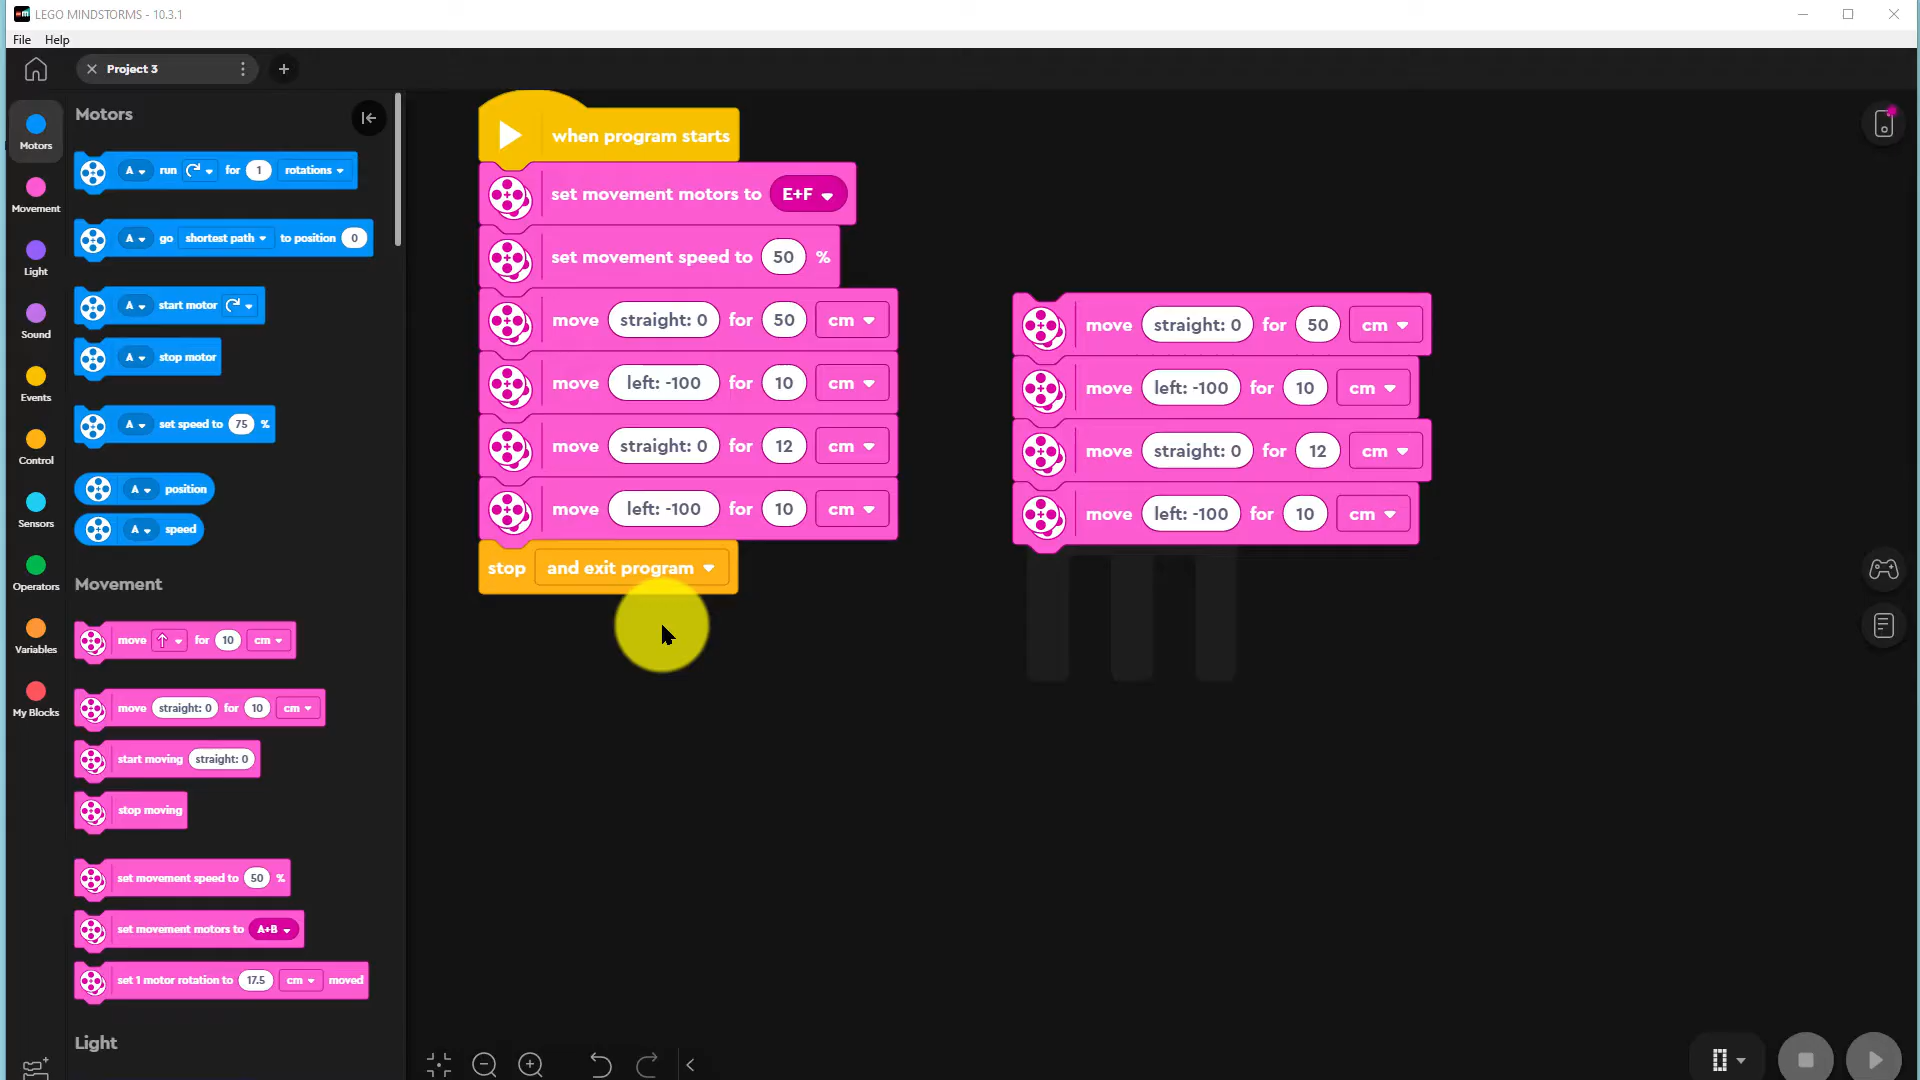 LEGO MINDSTORMS - 10.3.1
File Help
Project 3
Motors
Motors
A run for 1 rotations
Movement
A go shortest path to position 0
Light
A start motor
Sound
A stop motor
Events
A set speed to 75 %
Control
A position
Sensors
A speed
Operators
Movement
Variables
move for 10 cm
My Blocks
move straight: 0 for 10 cm
start moving straight: 0
stop moving
set movement speed to 50 %
set movement motors to A+B
set 1 motor rotation to 17.5 cm moved
Light
when program starts
set movement motors to E+F
set movement speed to 50 %
move straight: 0 for 50 cm
move left: -100 for 10 cm
move straight: 0 for 12 cm
move left: -100 for 10 cm
stop and exit program
move straight: 0 for 50 cm
move left: -100 for 10 cm
move straight: 0 for 12 cm
move left: -100 for 10 cm